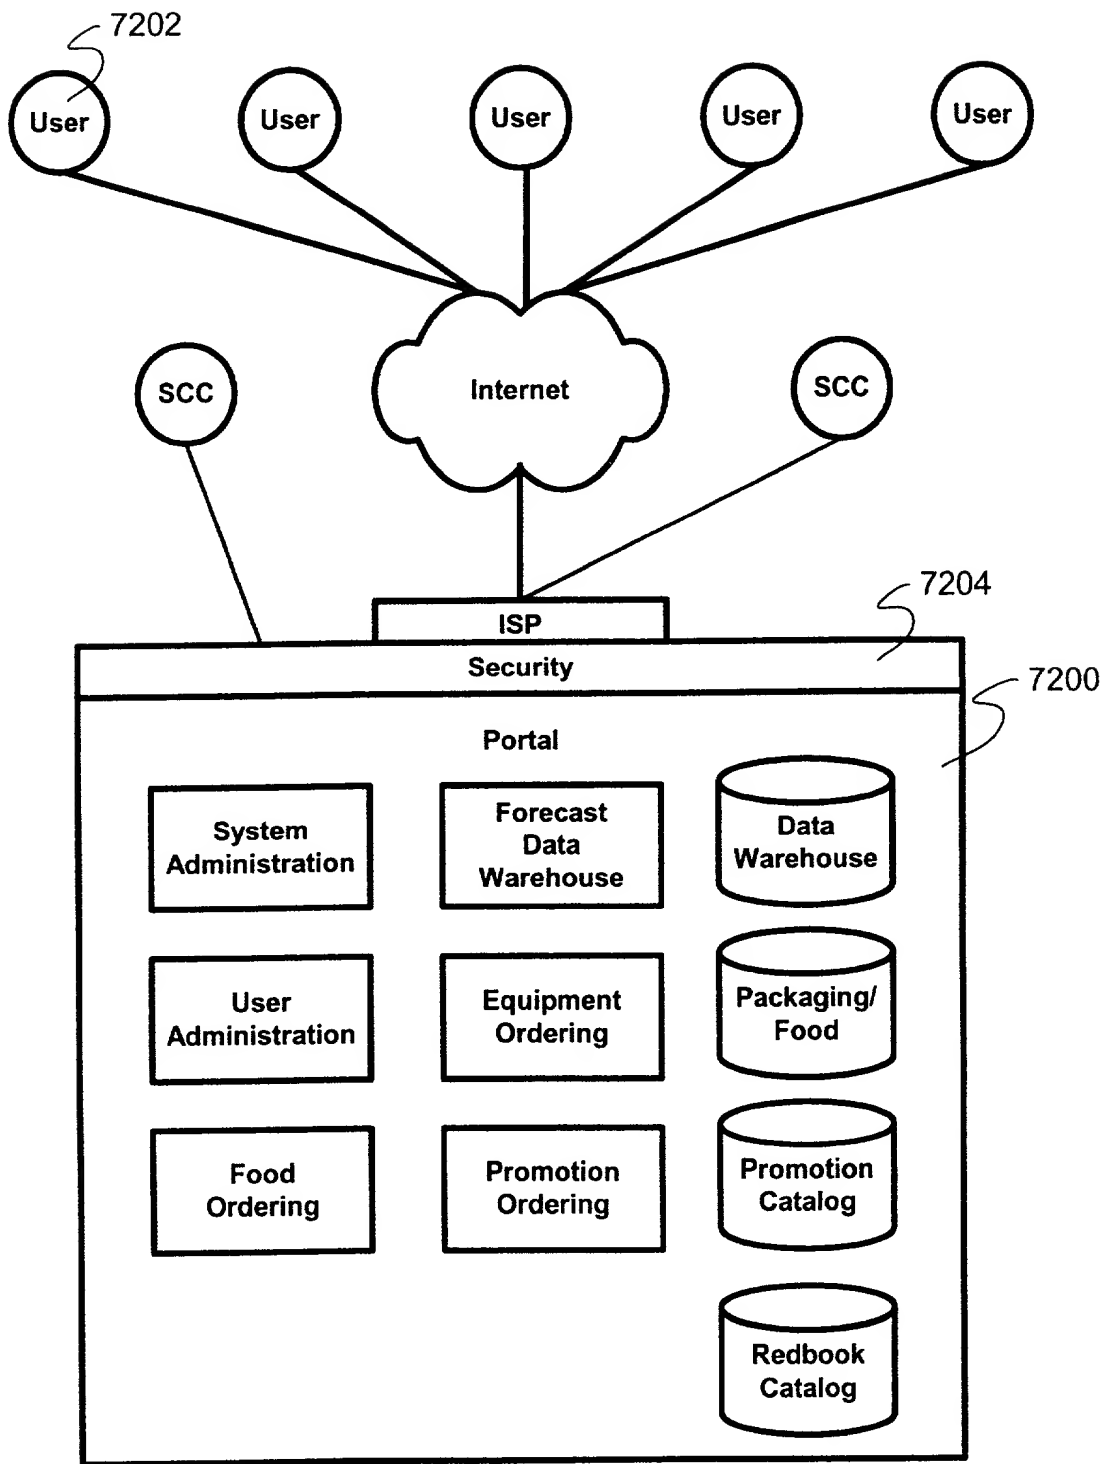 7202
User
User
User
User
User
SCC
Internet
SCC
7204
ISP
Security
7200
Portal
System
Administration
Forecast
Data
Warehouse
Data
Warehouse
User
Administration
Equipment
Ordering
Packaging/
Food
Food
Ordering
Promotion
Ordering
Promotion
Catalog
Redbook
Catalog